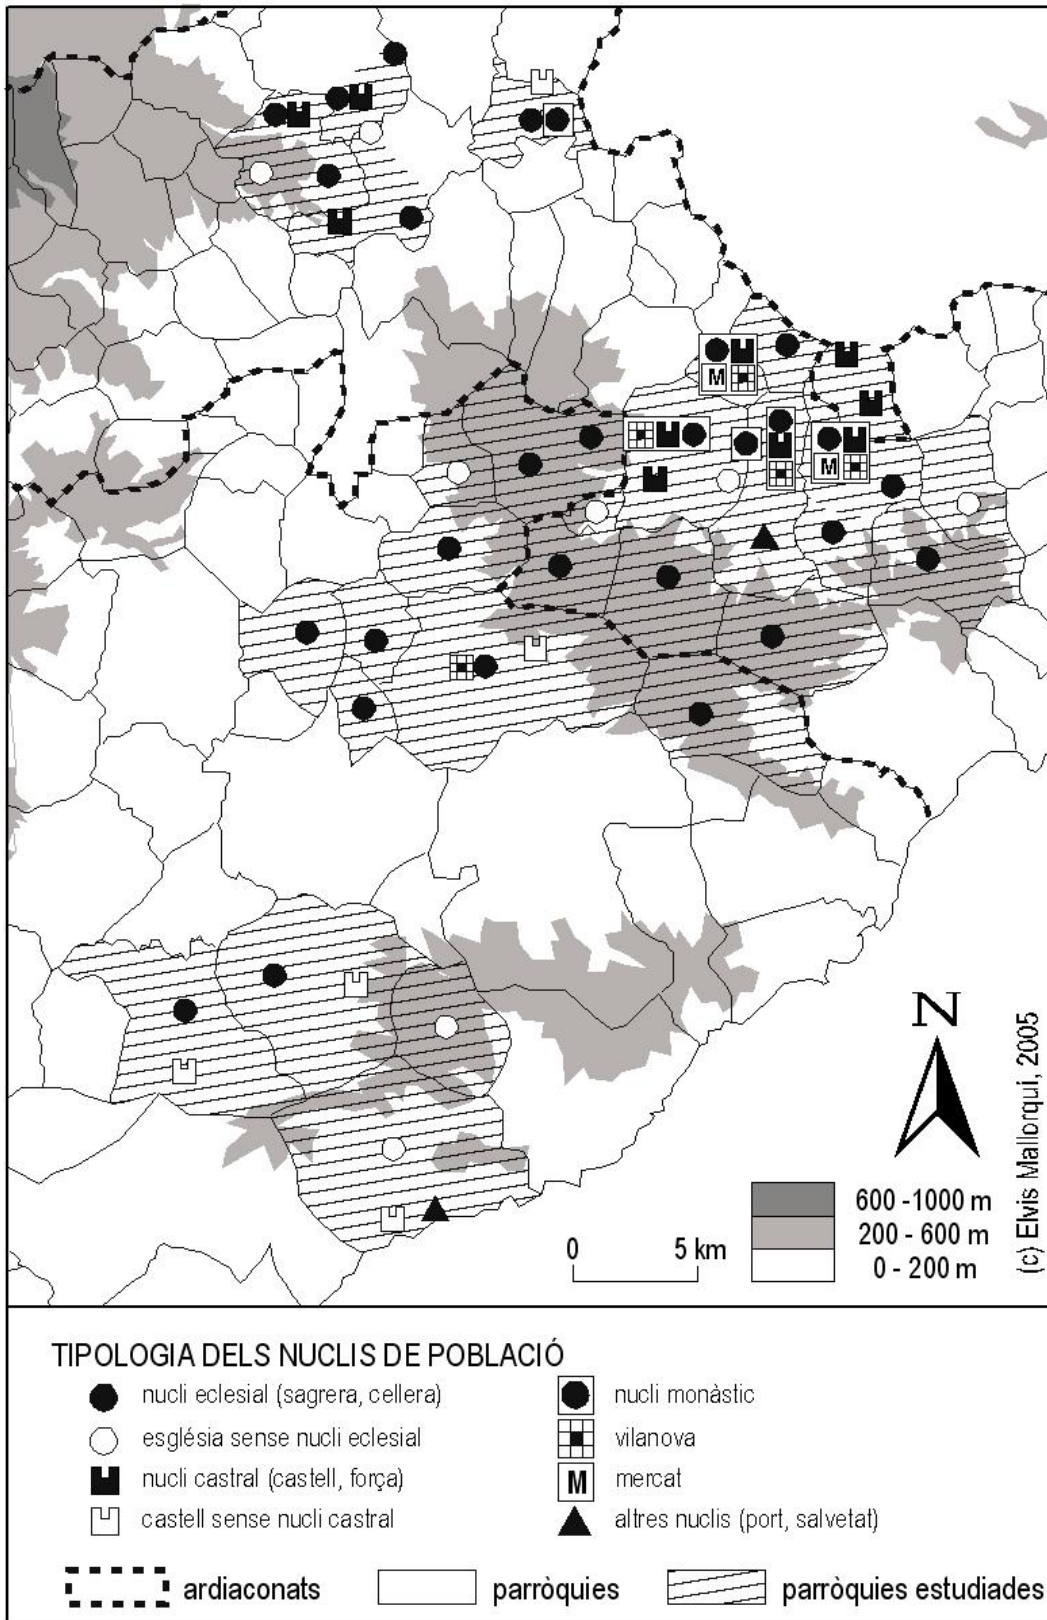 M
M
N
(c) Elvis Mallorquí, 2005
600 -1000 m
200 - 600 m
0 - 200 m
0 5 km
TIPOLOGIA DELS NUCLIS DE POBLACIÓ
nucli eclesial (sagrera, cellera)
església sense nucli eclesial
nucli castral (castell, força)
castell sense nucli castral
nucli monàstic
vilanova
M mercat
altres nuclis (port, salvetat)
ardiaconats parròquies parròquies estudiades